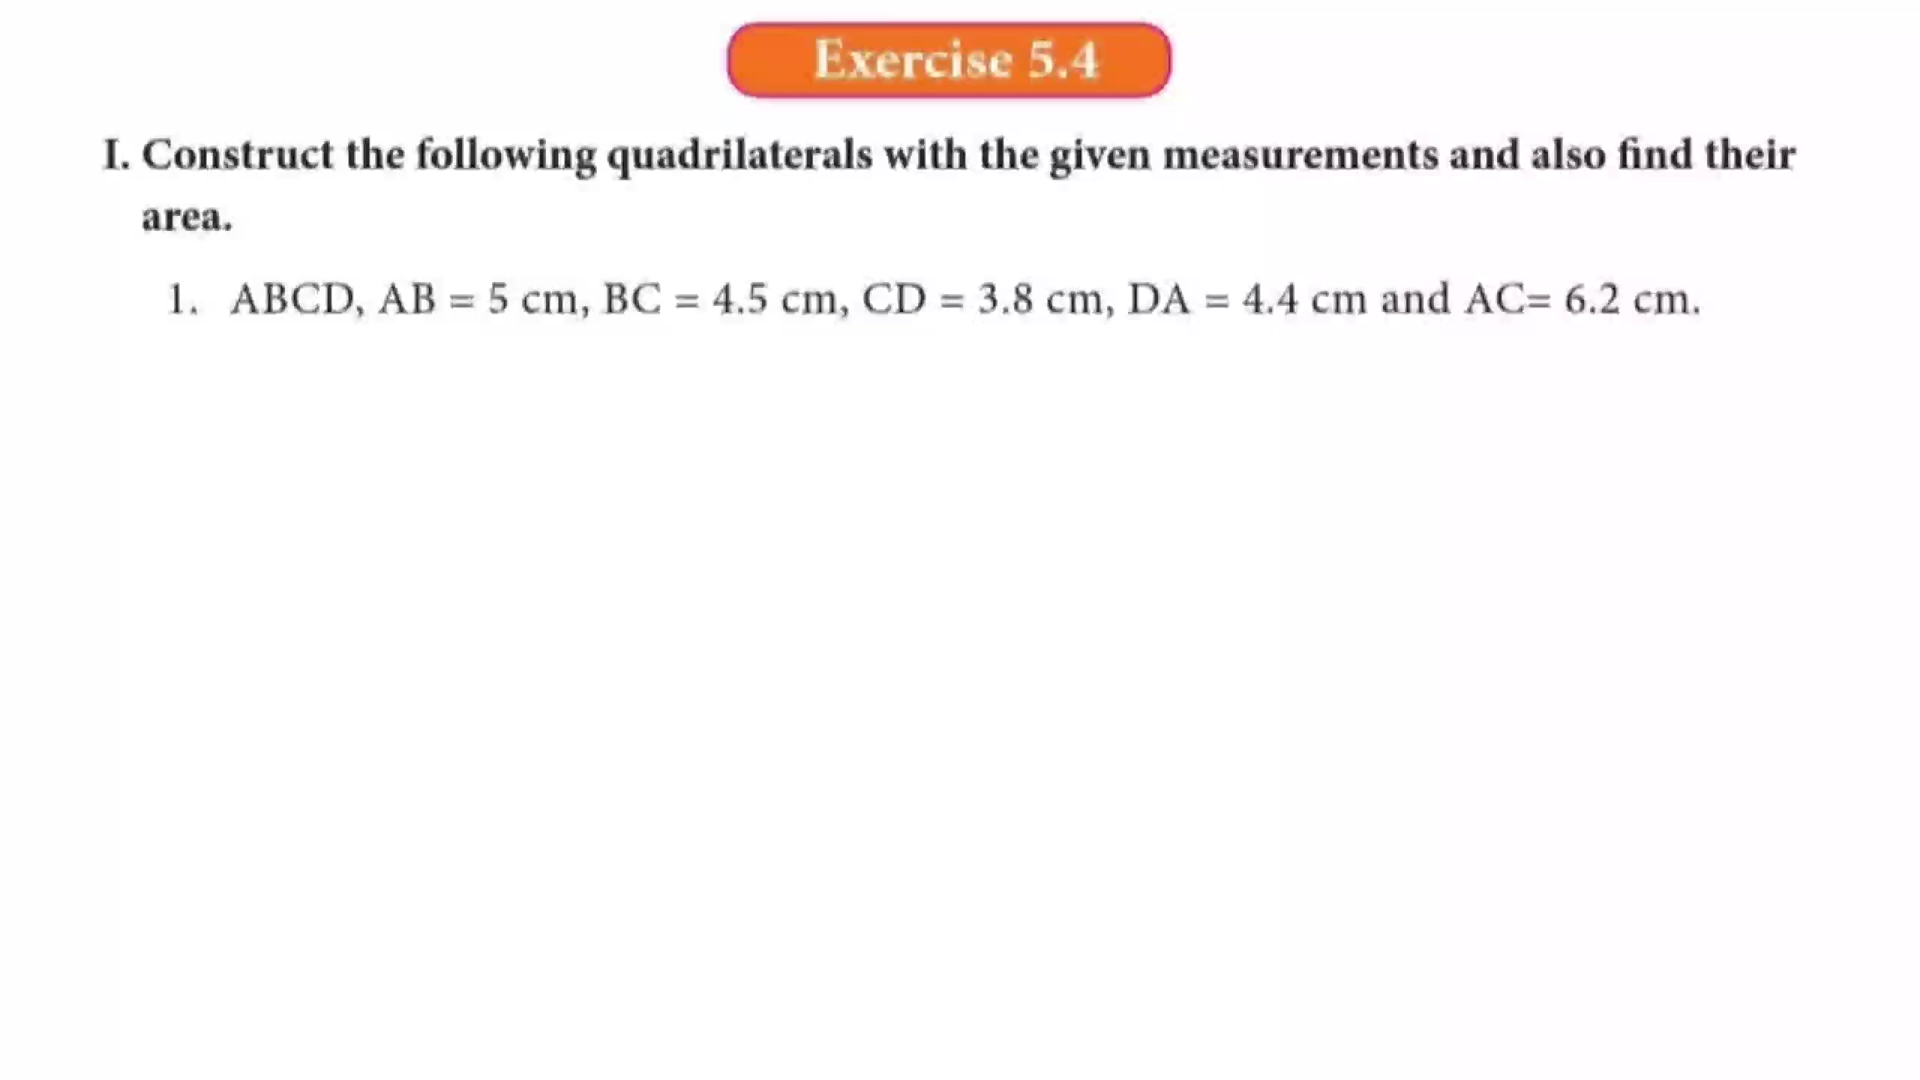 Exercise 5.4
I. Construct the following quadrilaterals with the given measurements and also find their
area.
1. ABCD, AB = 5 cm, BC = 4.5 cm, CD = 3.8 cm, DA = 4.4 cm and AC= 6.2 cm.